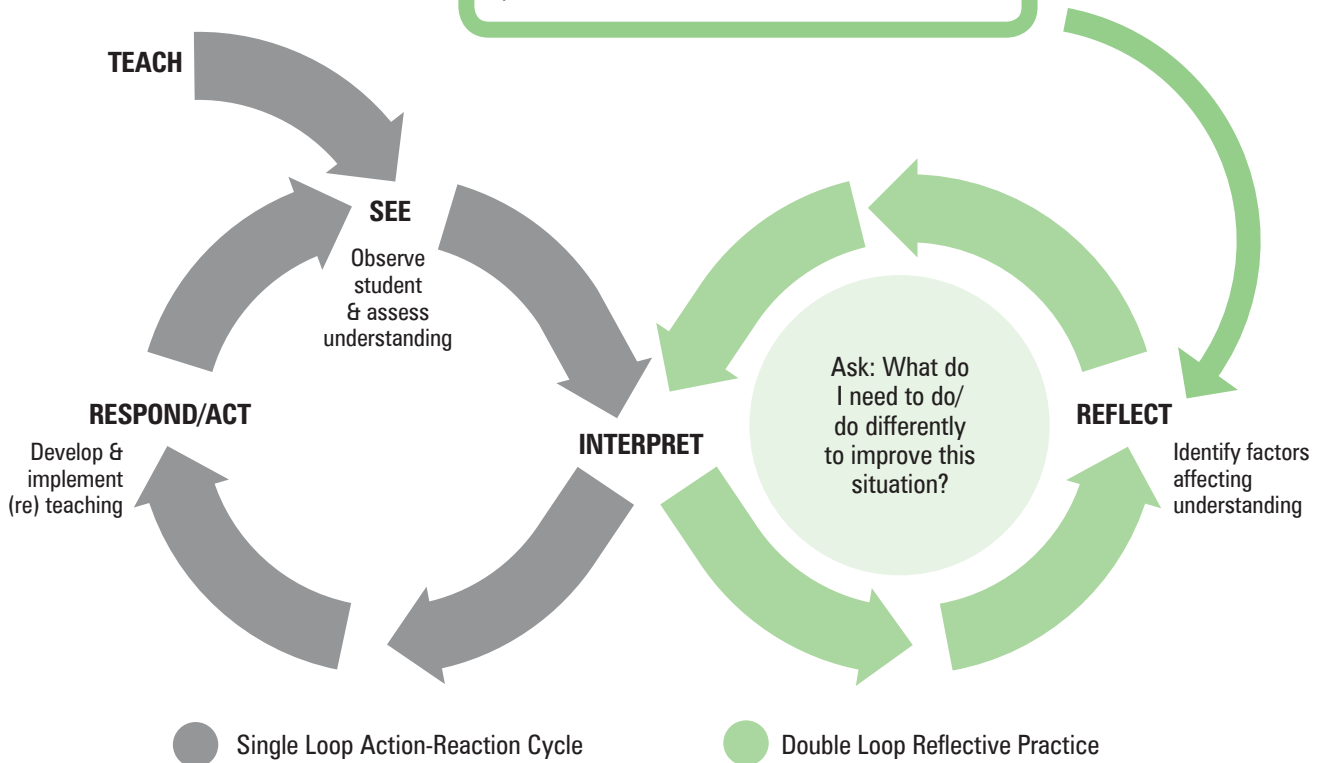 TEACH
SEE
Observe
student
& assess
understanding
RESPOND/ACT
Develop &
implement
(re) teaching
INTERPRET
Ask: What do
I need to do/
do differently
to improve this
situation?
REFLECT
Identify factors
affecting
understanding
Single Loop Action-Reaction Cycle
Double Loop Reflective Practice